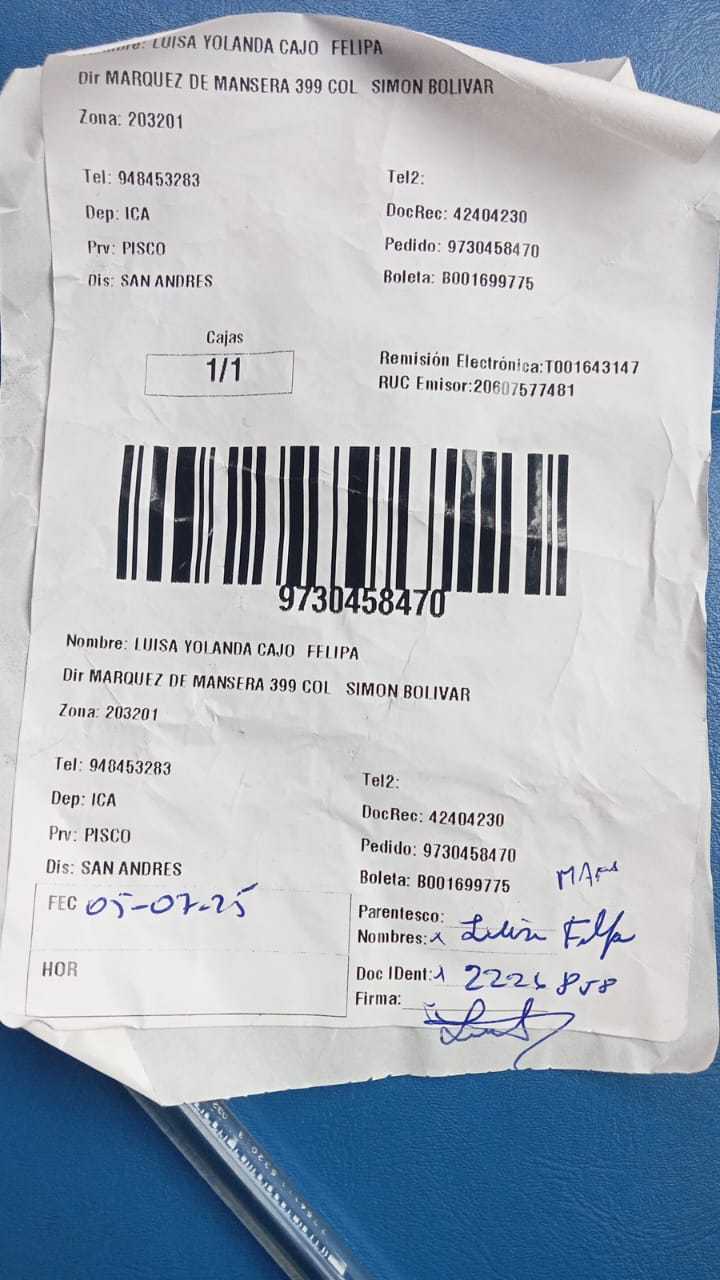 Nombre: LUISA YOLANDA CAJO FELIPA
Dir MARQUEZ DE MANSERA 399 COL SIMON BOLIVAR
Zona: 203201
Tel: 948453283
Tel2:
Dep: ICA
DocRec: 42404230
Prv: PISCO
Pedido: 9730458470
Dis: SAN ANDRES
Boleta: B001699775
Cajas
1/1
Remisión Electrónica:T001643147
RUC Emisor:20607577481
9730458470
Nombre: LUISA YOLANDA CAJO FELIPA
Dir MARQUEZ DE MANSERA 399 COL SIMON BOLIVAR
Zona: 203201
Tel: 948453283
Tel2:
Dep: ICA
DocRec: 42404230
Prv: PISCO
Pedido: 9730458470
Dis: SAN ANDRES
Boleta: B001699775
FEC 05-07-25
Parentesco:
Nombres:
HOR
Doc IDent:
Firma: